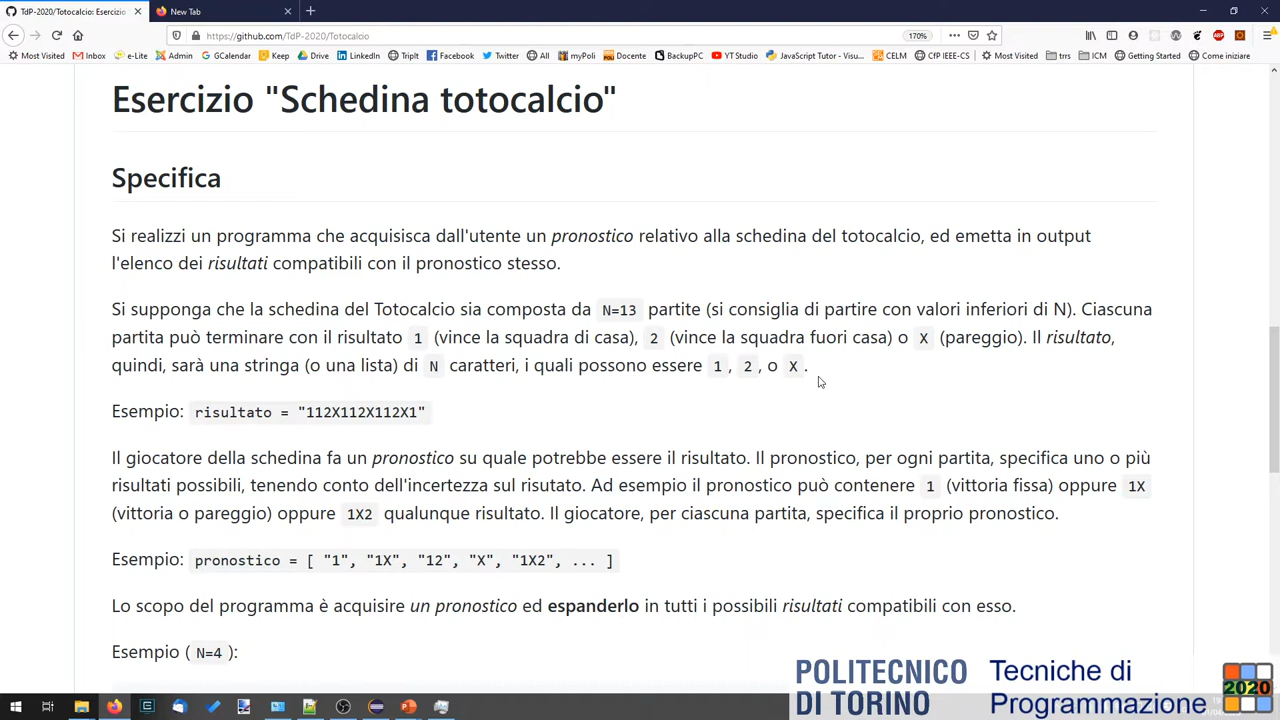 TdP-2020/Totocalcio: Esercizio
New Tab
https://github.com/TdP-2020/Totocalcio
170%
Most Visited
Inbox
e-Lite
Admin
GCalendar
Keep
Drive
LinkedIn
TripIt
Facebook
Twitter
All
myPoli
Docente
BackupPC
YT Studio
JavaScript Tutor - Visu...
CELM
CfP IEEE-CS
Most Visited
trrs
ICM
Getting Started
Come iniziare
Esercizio "Schedina totocalcio"
Specifica
Si realizzi un programma che acquisisca dall'utente un pronostico relativo alla schedina del totocalcio, ed emetta in output
l'elenco dei risultati compatibili con il pronostico stesso.
Si supponga che la schedina del Totocalcio sia composta da N=13 partite (si consiglia di partire con valori inferiori di N). Ciascuna
partita può terminare con il risultato 1 (vince la squadra di casa), 2 (vince la squadra fuori casa) o X (pareggio). Il risultato,
quindi, sarà una stringa (o una lista) di N caratteri, i quali possono essere 1, 2, o X.
Esempio: risultato = "112X112X112X1"
Il giocatore della schedina fa un pronostico su quale potrebbe essere il risultato. Il pronostico, per ogni partita, specifica uno o più
risultati possibili, tenendo conto dell'incertezza sul risutato. Ad esempio il pronostico può contenere 1 (vittoria fissa) oppure 1X
(vittoria o pareggio) oppure 1X2 qualunque risultato. Il giocatore, per ciascuna partita, specifica il proprio pronostico.
Esempio: pronostico = [ "1", "1X", "12", "X", "1X2", ... ]
Lo scopo del programma è acquisire un pronostico ed espanderlo in tutti i possibili risultati compatibili con esso.
Esempio ( N=4 ):
POLITECNICO
DI TORINO
Tecniche di
Programmazione
2020